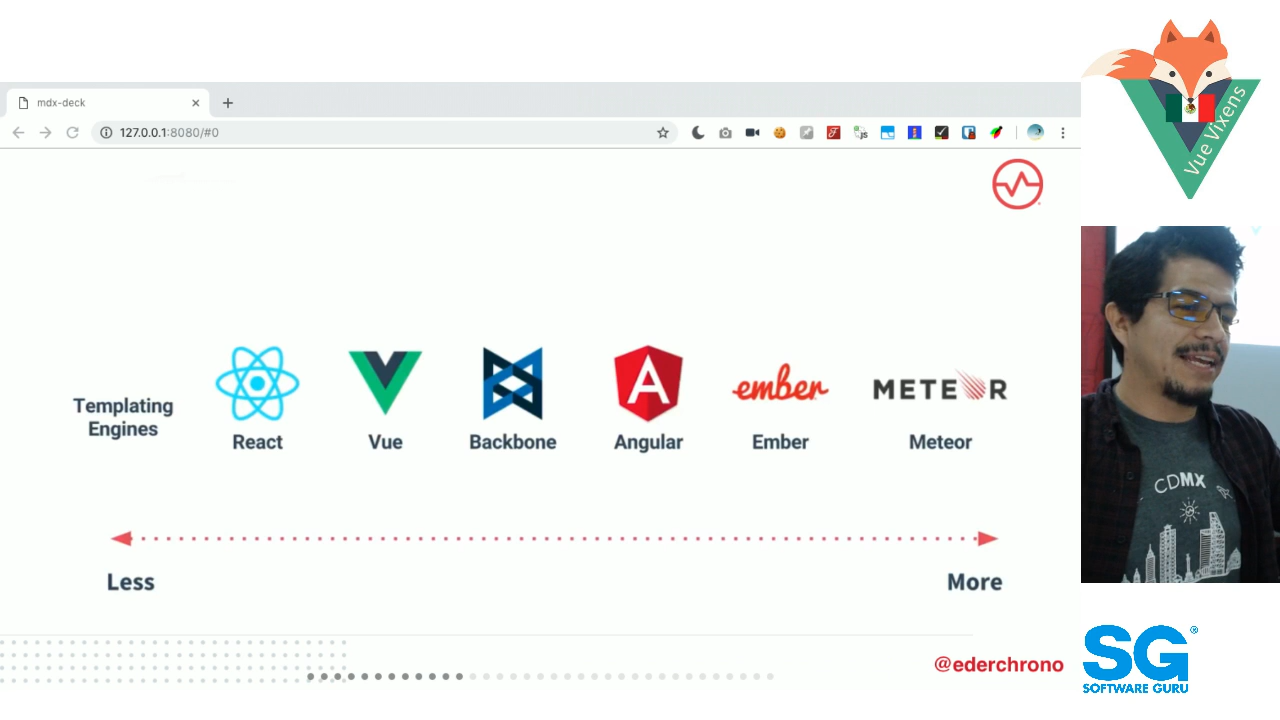 mdx-deck
127.0.0.1:8080/#0
JS
Vue Vixens
Templating
Engines
React
Vue
Backbone
Angular
ember
Ember
METEOR
Meteor
CDMX
Less
More
@ederchrono
SG®
SOFTWARE GURU